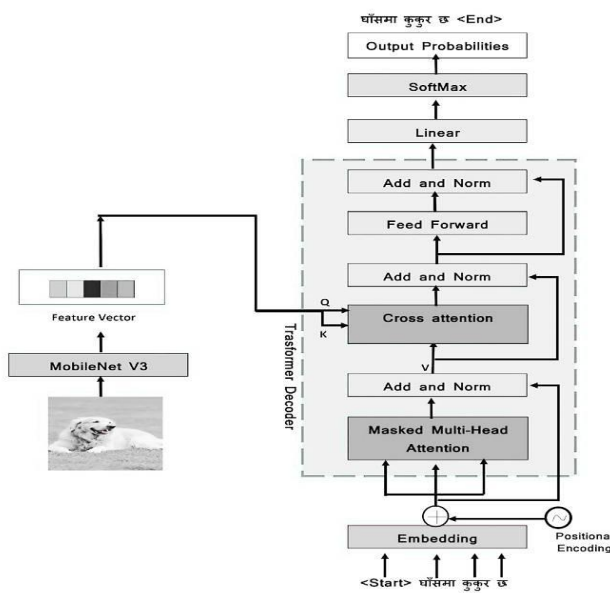 घाँसमा कुकुर छ <End>
Output Probabilities
SoftMax
Linear
Add and Norm
Feed Forward
Add and Norm
Q
Cross attention
K
Trasformer Decoder
V
Add and Norm
Masked Multi-Head
Attention
Feature Vector
MobileNet V3
Positiona
Encoding
Embedding
<Start> घाँसमा कुकुर छ